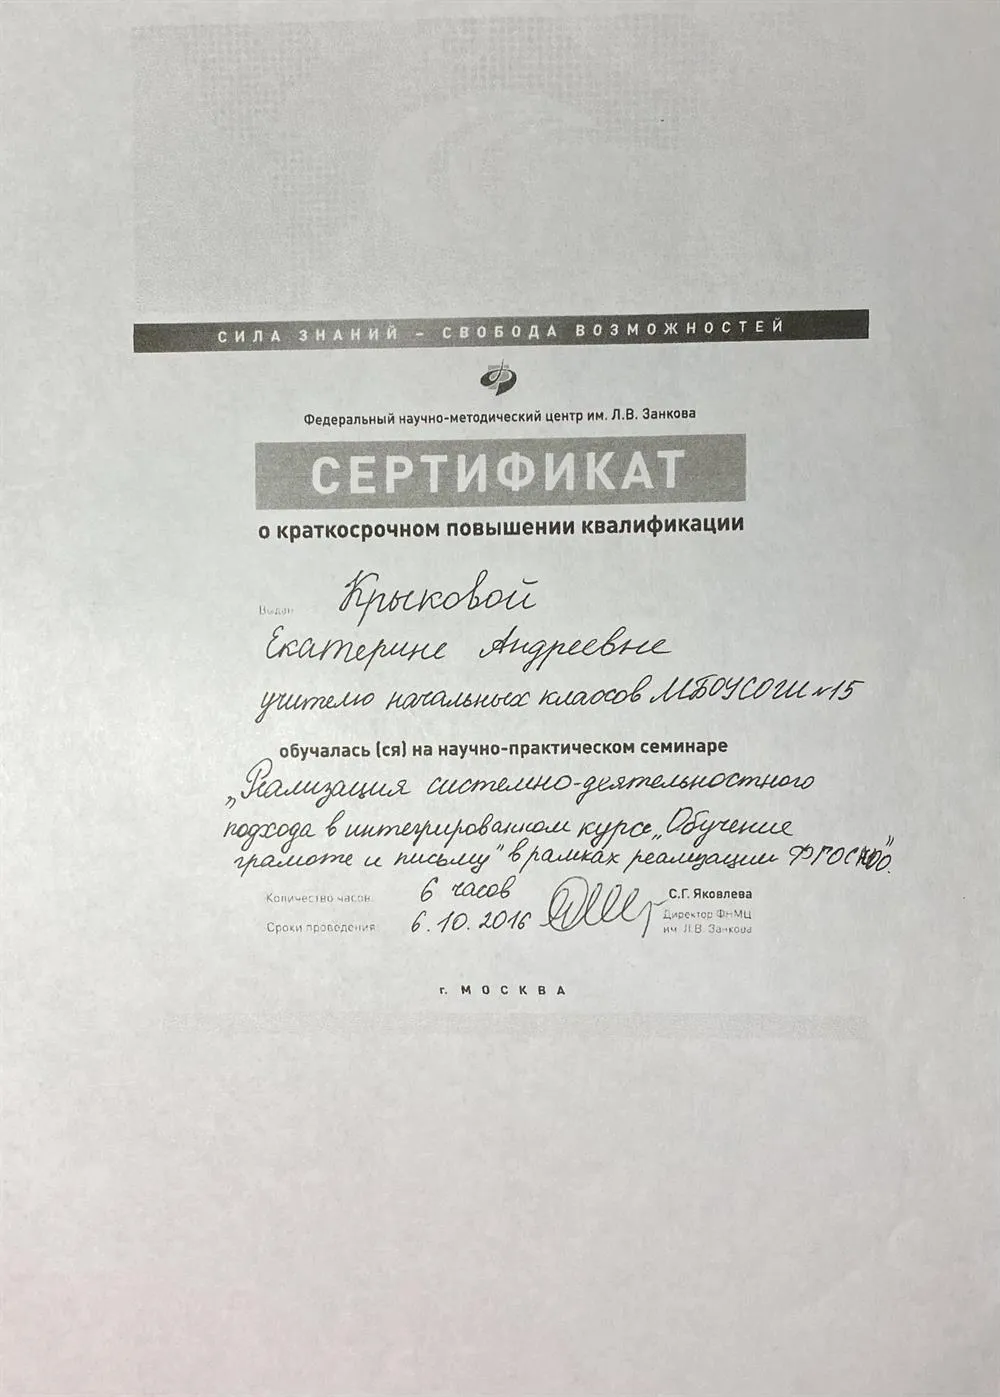 СИЛА ЗНАНИЙ – СВОБОДА ВОЗМОЖНОСТЕЙ
Федеральный научно-методический центр им. Л.В. Занкова
СЕРТИФИКАТ
о краткосрочном повышении квалификации
Выдан Крыковой
Екатерине Андреевне
учителю начальных классов МБОУСОШ №15
обучалась (ся) на научно-практическом семинаре
„Реализация системно-деятельностного
подхода в интегрированном курсе „Обучение
грамоте и письму" в рамках реализации ФГОС НОО".
Количество часов: 6 часов
С.Г. Яковлева
Сроки проведения: 6.10.2016
Директор ФНМЦ
им. Л.В. Занкова
г. МОСКВА